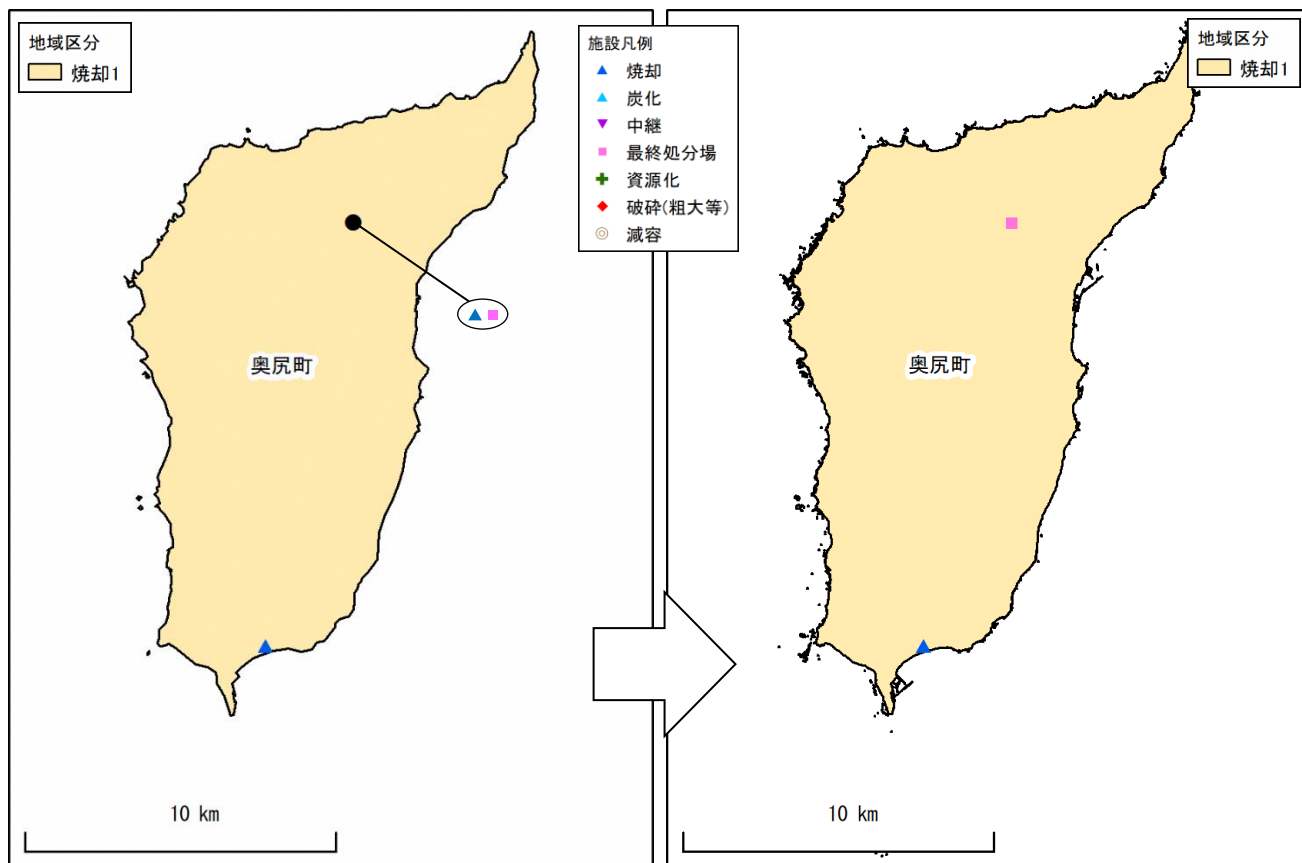 地域区分
焼却1
奥尻町
10 km
施設凡例
焼却
炭化
中継
最終処分場
資源化
破砕(粗大等)
減容
地域区分
焼却1
奥尻町
10 km